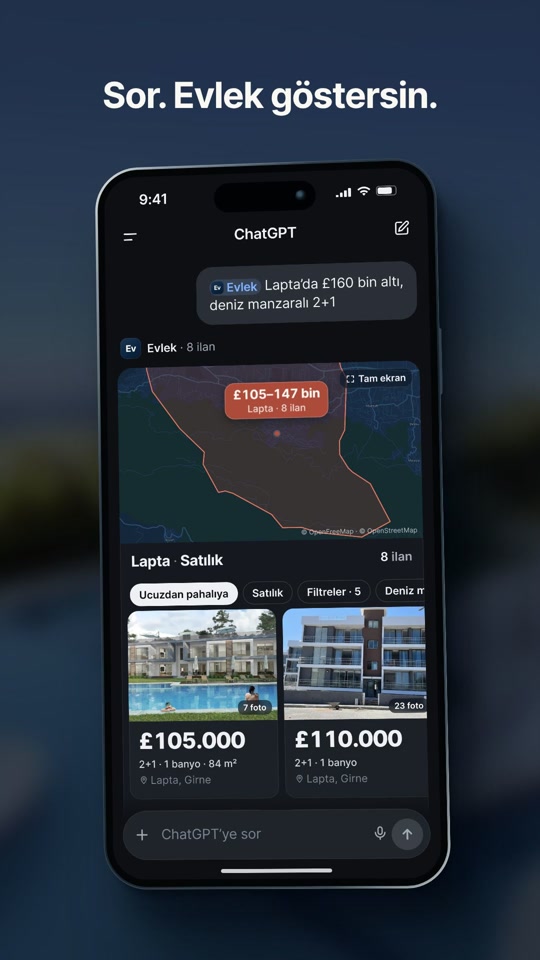 Sor. Evlek göstersin.
9:41
ChatGPT
Ev Evlek Lapta'da £160 bin altı,
deniz manzaralı 2+1
Ev Evlek · 8 ilan
Tam ekran
£105–147 bin
Lapta · 8 ilan
© OpenFreeMap · © OpenStreetMap
Lapta · Satılık
8 ilan
Ucuzdan pahalıya
Satılık
Filtreler · 5
Deniz m
7 foto
23 foto
£105.000
2+1 · 1 banyo · 84 m²
Lapta, Girne
£110.000
2+1 · 1 banyo
Lapta, Girne
ChatGPT'ye sor